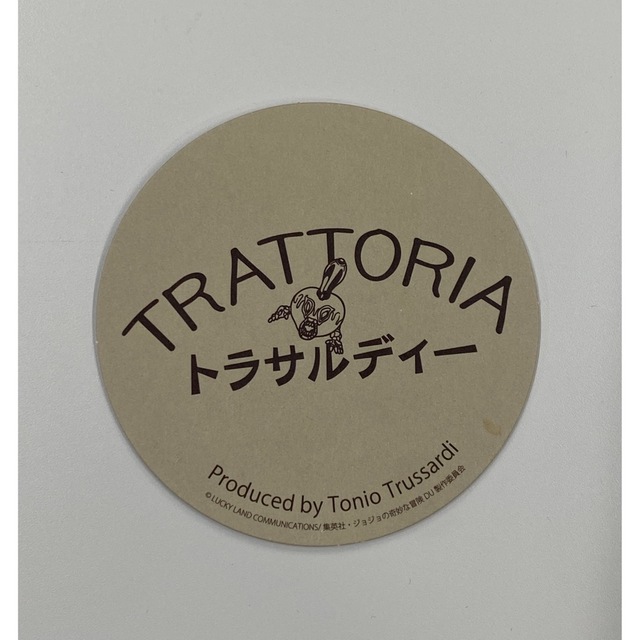 TRATTORIA
トラサルディー
Produced by Tonio Trussardi
© LUCKY LAND COMMUNICATIONS/ 集英社・ジョジョの奇妙な冒険 DU 製作委員会